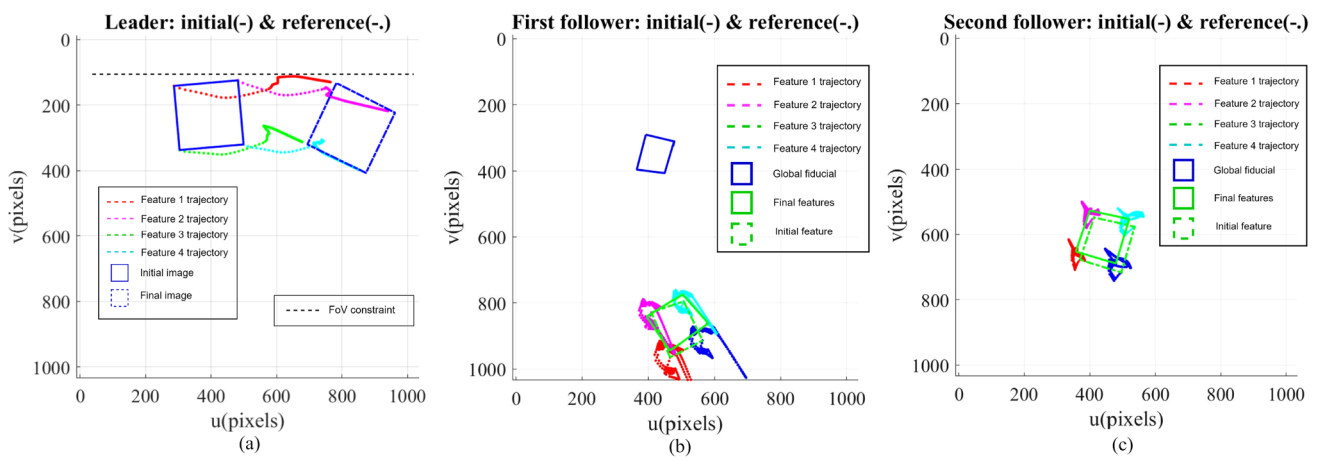 Leader: initial(-) & reference(-.)
0
200
400
600
800
1000
v(pixels)
Feature 1 trajectory
Feature 2 trajectory
Feature 3 trajectory
Feature 4 trajectory
Initial image
Final image
FoV constraint
0 200 400 600 800 1000
u(pixels)
(a)
First follower: initial(-) & reference(-.)
0
200
400
600
800
1000
v(pixels)
Feature 1 trajectory
Feature 2 trajectory
Feature 3 trajectory
Feature 4 trajectory
Global fiducial
Final features
Initial feature
0 200 400 600 800 1000
u(pixels)
(b)
Second follower: initial(-) & reference(-.)
0
200
400
600
800
1000
v(pixels)
Feature 1 trajectory
Feature 2 trajectory
Feature 3 trajectory
Feature 4 trajectory
Global fiducial
Final features
Initial feature
0 200 400 600 800 1000
u(pixels)
(c)